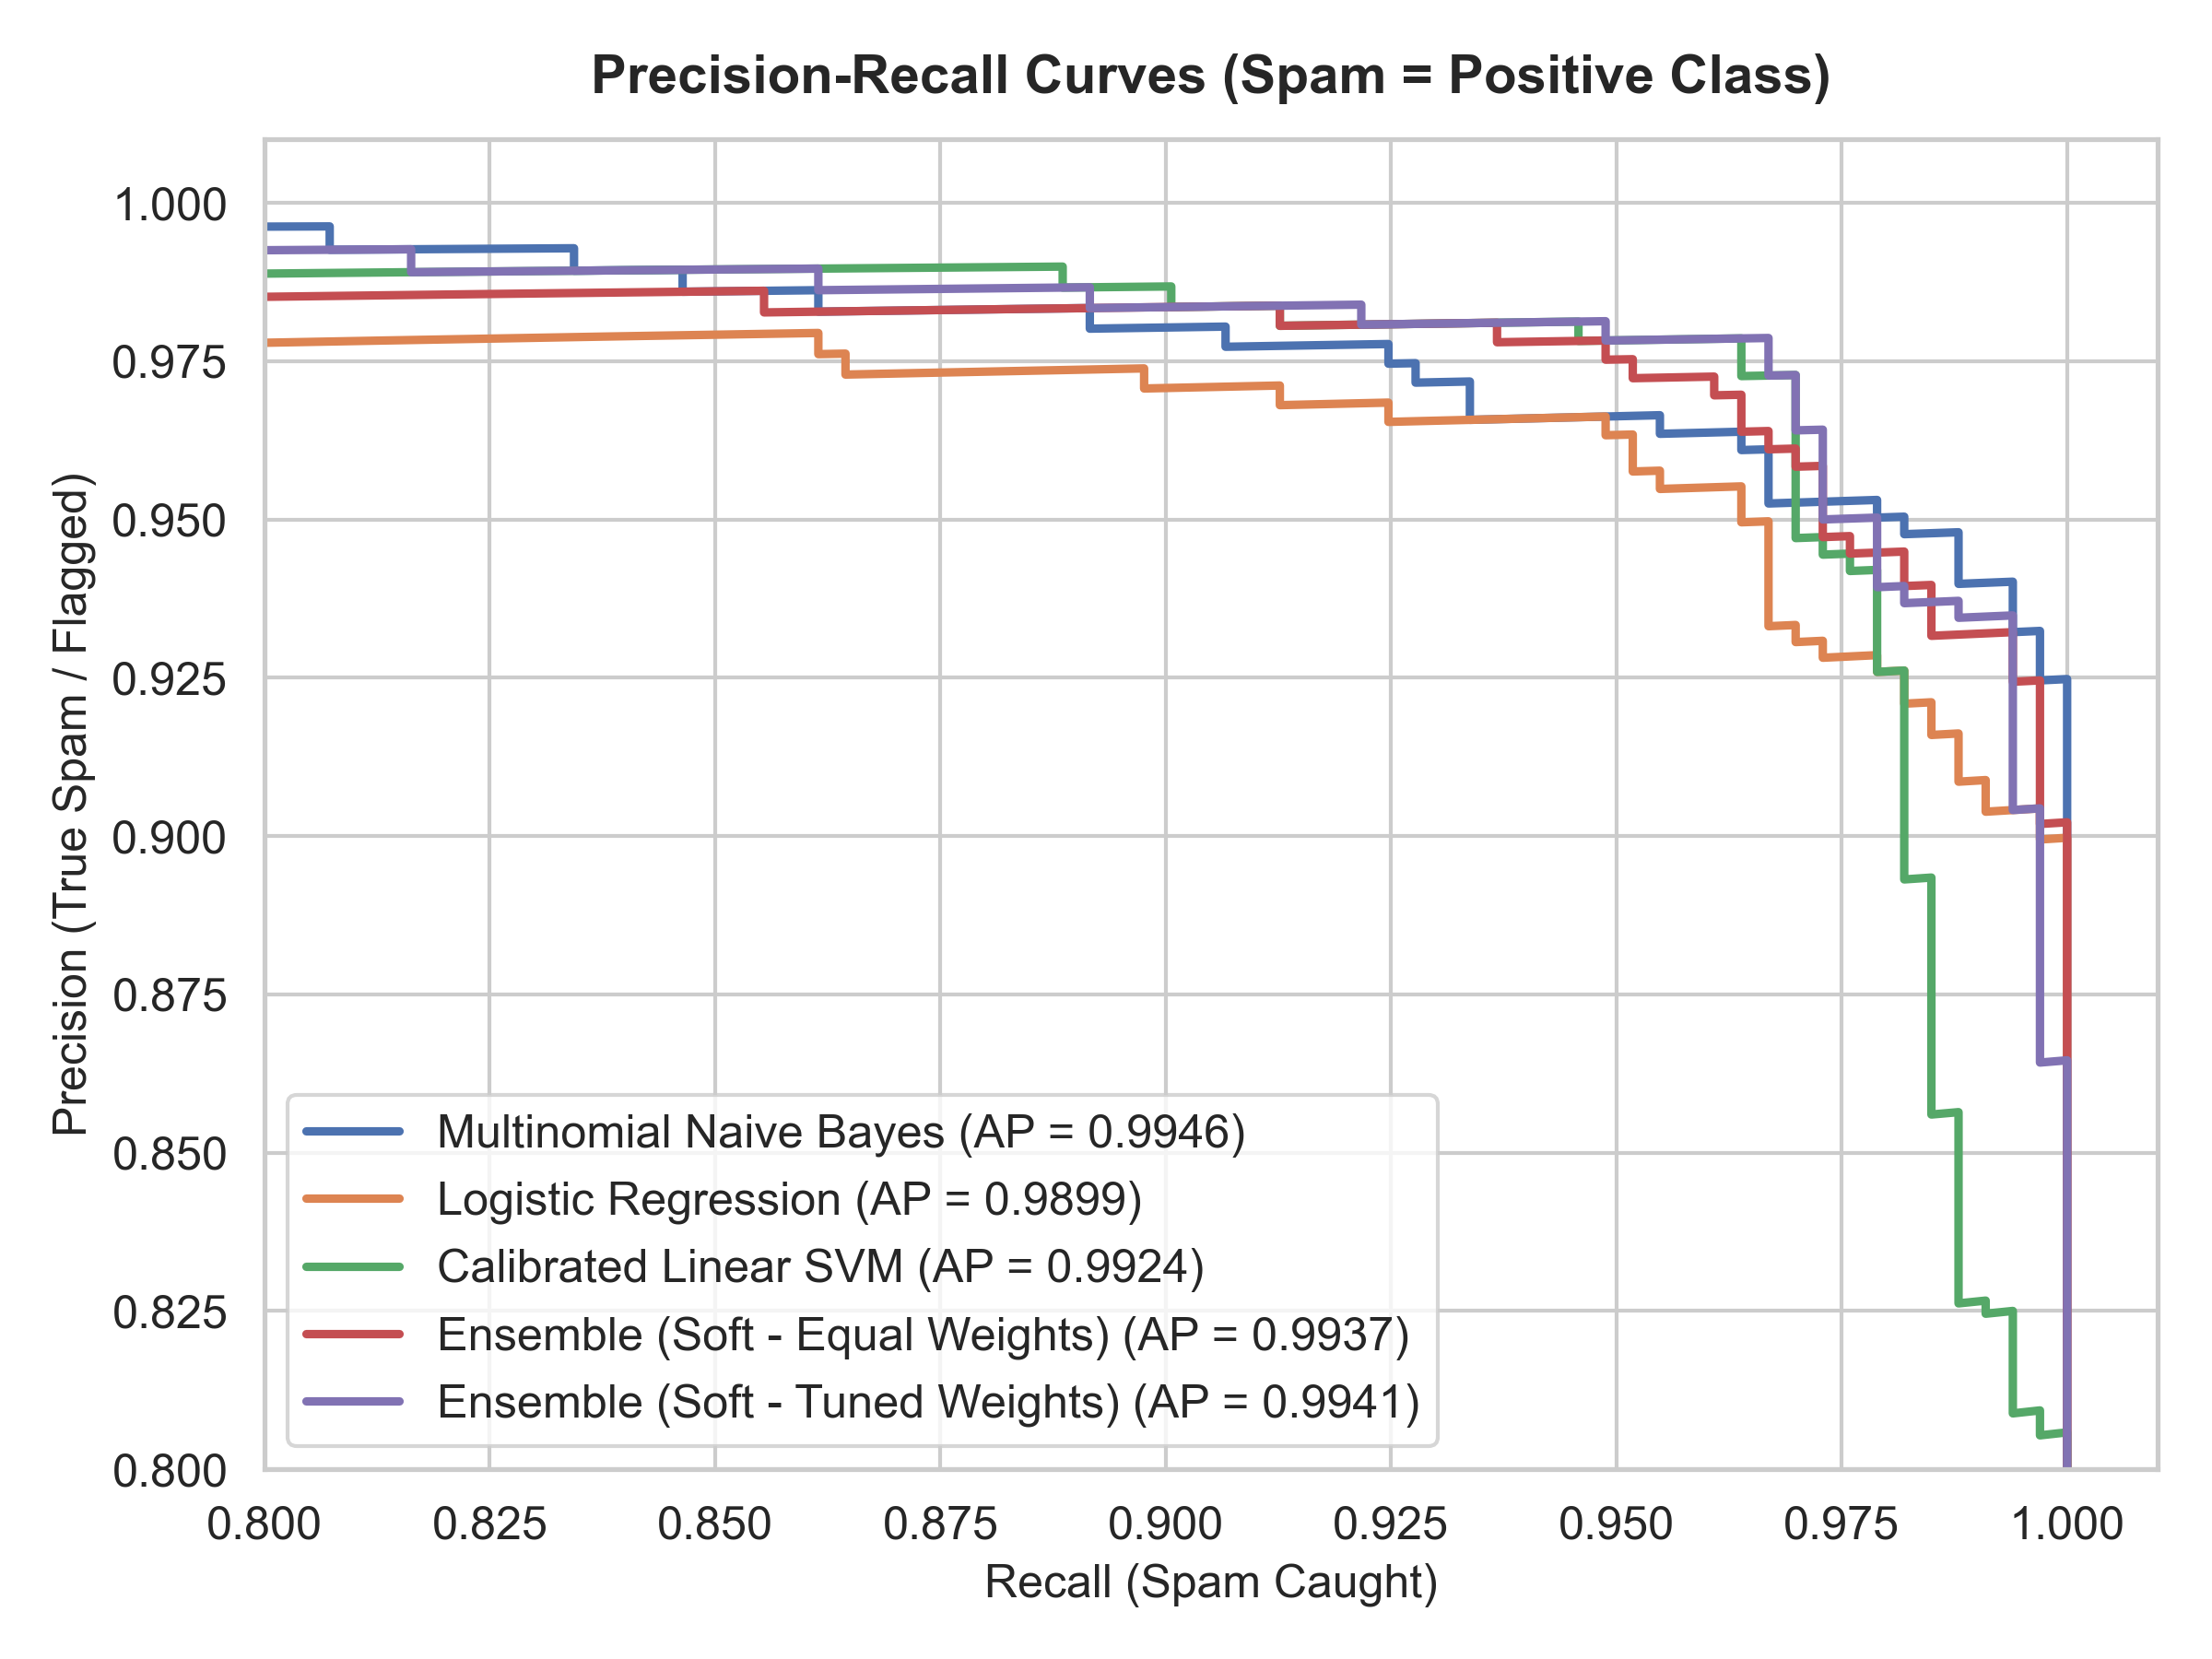 Precision-Recall Curves (Spam = Positive Class)
Precision (True Spam / Flagged)
1.000
0.975
0.950
0.925
0.900
0.875
0.850
0.825
0.800
Multinomial Naive Bayes (AP = 0.9946)
Logistic Regression (AP = 0.9899)
Calibrated Linear SVM (AP = 0.9924)
Ensemble (Soft - Equal Weights) (AP = 0.9937)
Ensemble (Soft - Tuned Weights) (AP = 0.9941)
0.800 0.825 0.850 0.875 0.900 0.925 0.950 0.975 1.000
Recall (Spam Caught)